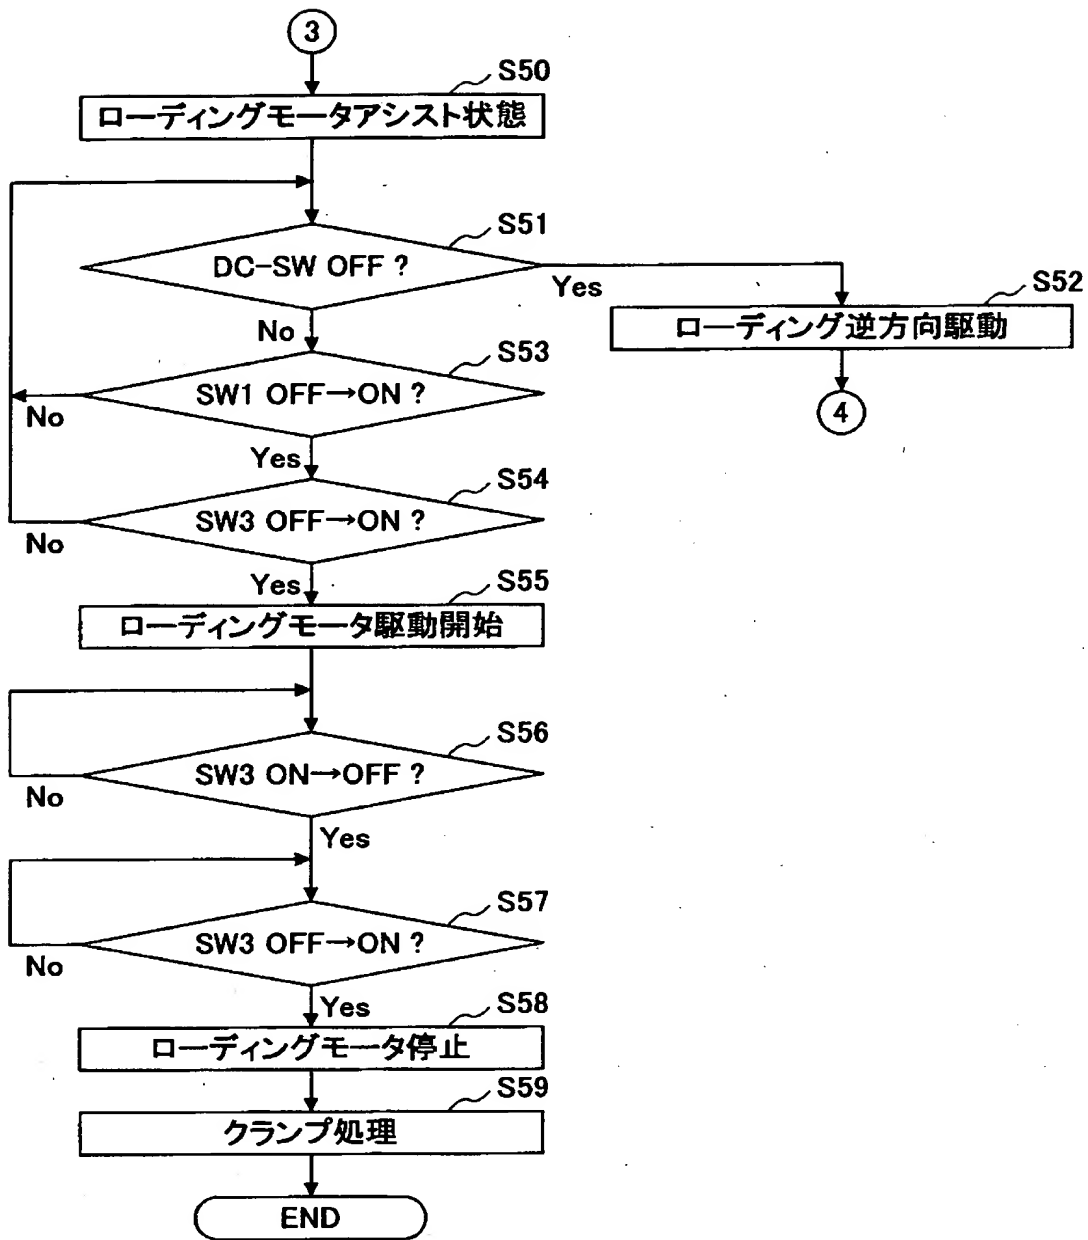 3
S50
ローディングモータアシスト状態
S51
DC-SW OFF ?
Yes
S52
ローディング逆方向駆動
4
No
S53
SW1 OFF→ON ?
No
Yes
S54
SW3 OFF→ON ?
No
Yes
S55
ローディングモータ駆動開始
S56
SW3 ON→OFF ?
No
Yes
S57
SW3 OFF→ON ?
No
Yes
S58
ローディングモータ停止
S59
クランプ処理
END